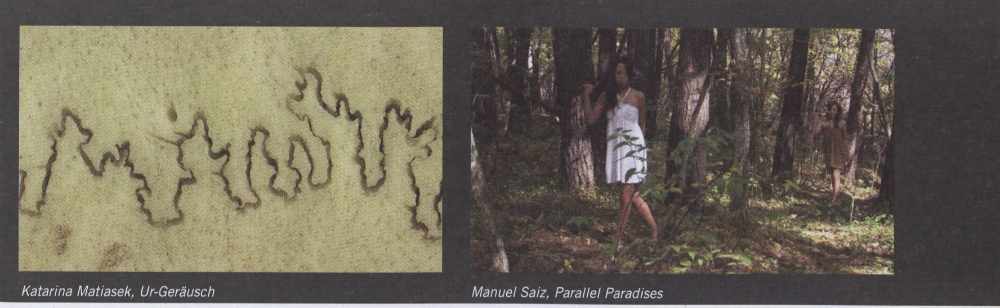 Katarina Matiasek, Ur-Geräusch
Manuel Saiz, Parallel Paradises